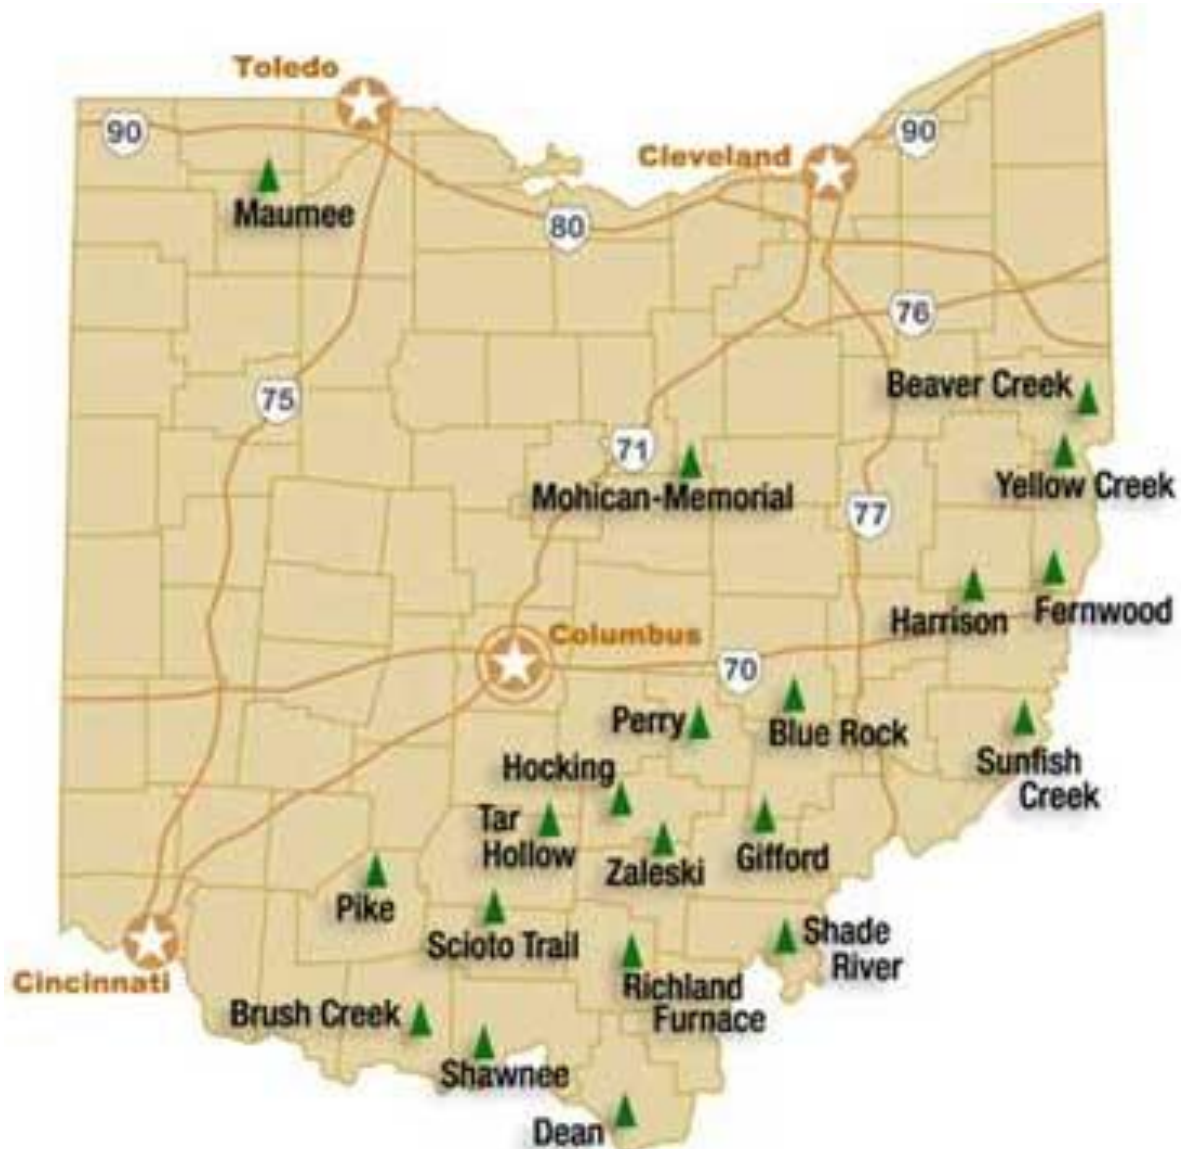 Toledo
90
Cleveland
90
Maumee
80
76
Beaver Creek
75
71
Mohican-Memorial
Yellow Creek
77
Harrison
Fernwood
Columbus
70
Perry
Blue Rock
Hocking
Sunfish
Creek
Tar
Hollow
Zaleski
Gifford
Pike
Scioto Trail
Shade
River
Cincinnati
Richland
Furnace
Brush Creek
Shawnee
Dean